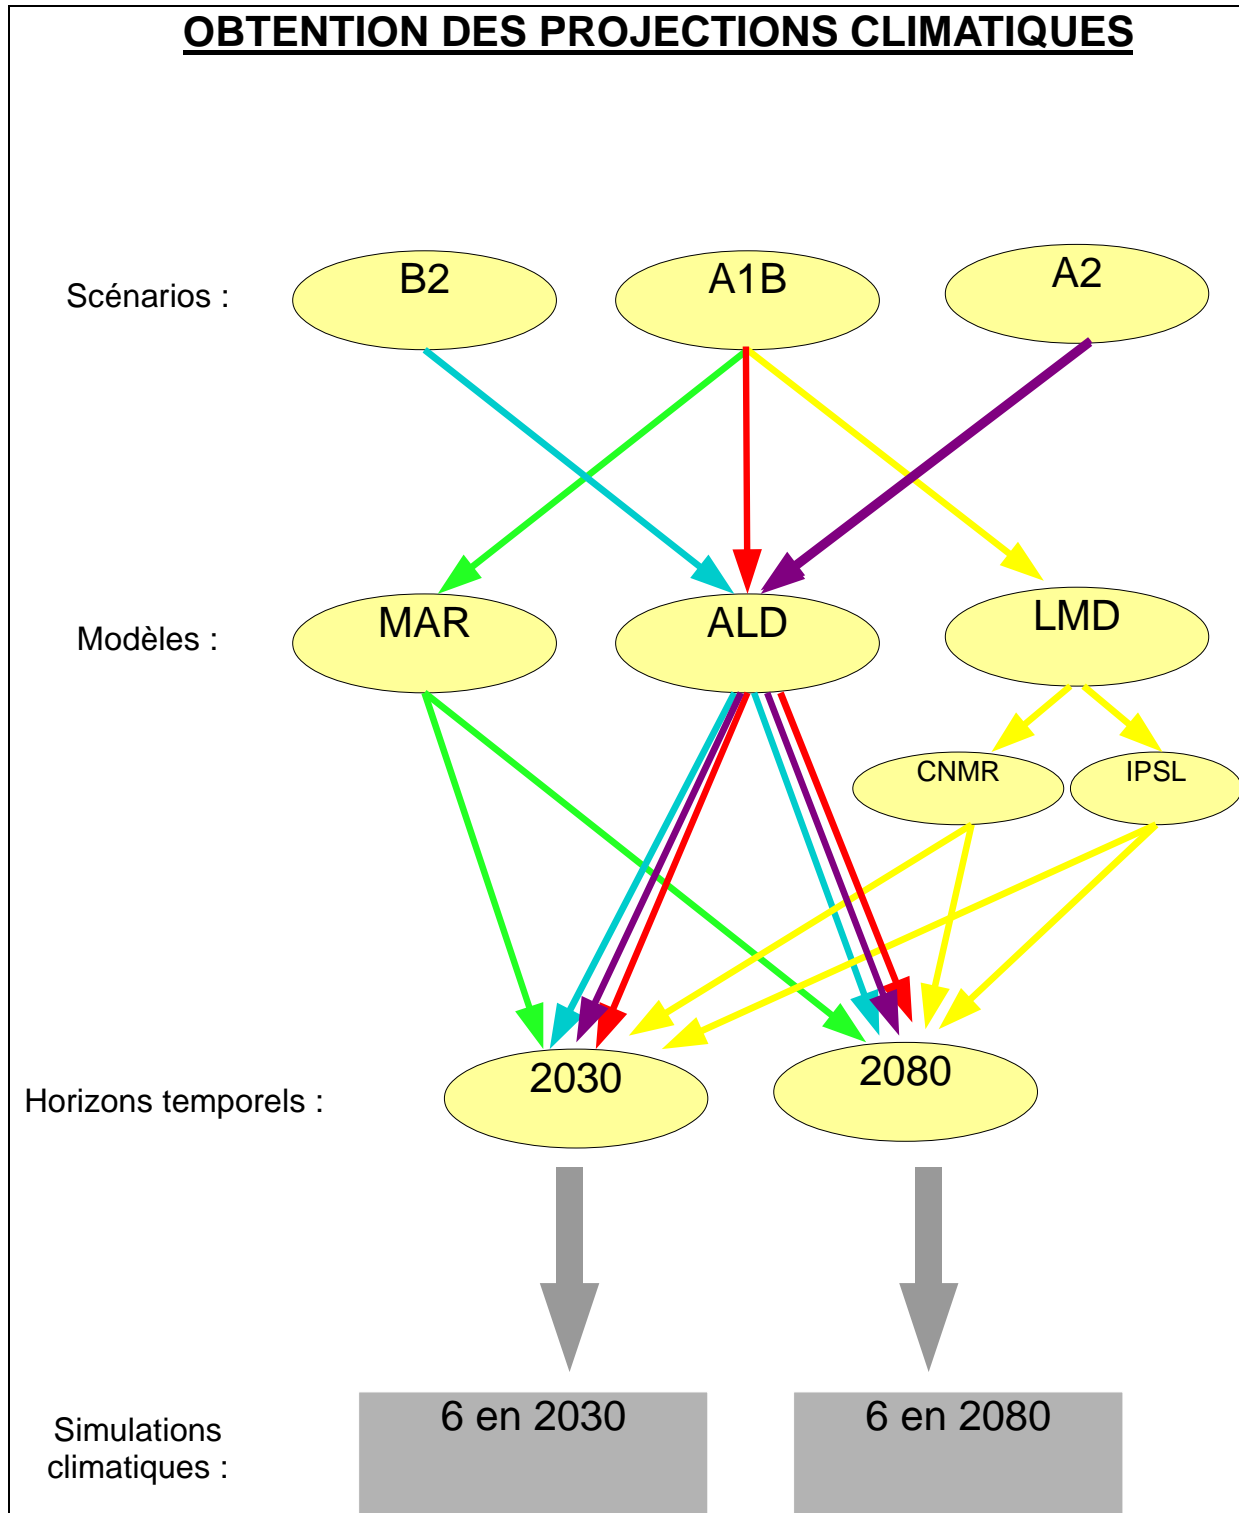 OBTENTION DES PROJECTIONS CLIMATIQUES
Scénarios :
B2
A1B
A2
Modèles :
MAR
ALD
LMD
CNMR
IPSL
Horizons temporels :
2030
2080
Simulations
climatiques :
6 en 2030
6 en 2080